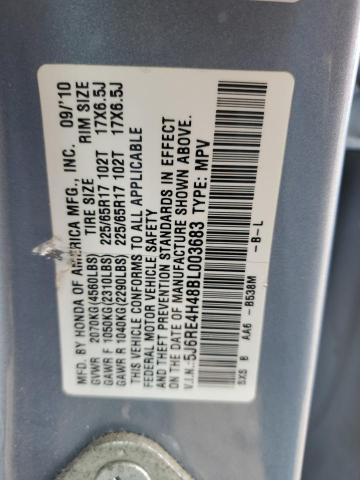 MFD. BY HONDA OF AMERICA MFG., INC. 09/'10
TIRE SIZE RIM SIZE
GVWR 2070KG(4560LBS)
GAWR F 1050KG(2310LBS) 225/65R17 102T 17X6.5J
GAWR R 1040KG(2290LBS) 225/65R17 102T 17X6.5J
THIS VEHICLE CONFORMS TO ALL APPLICABLE
FEDERAL MOTOR VEHICLE SAFETY
AND THEFT PREVENTION STANDARDS IN EFFECT
ON THE DATE OF MANUFACTURE SHOWN ABOVE.
V.I.N.:5J6RE4H48BL003683 TYPE: MPV
SXS B AA6 -B538M -B-L